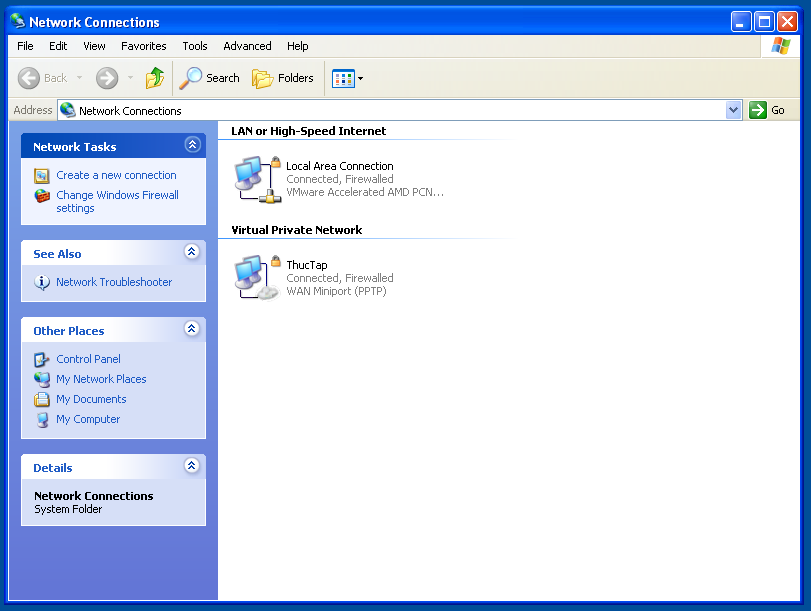 Network Connections
File Edit View Favorites Tools Advanced Help
Back Search Folders
Address Network Connections Go
Network Tasks
Create a new connection
Change Windows Firewall
settings
See Also
Network Troubleshooter
Other Places
Control Panel
My Network Places
My Documents
My Computer
Details
Network Connections
System Folder
LAN or High-Speed Internet
Local Area Connection
Connected, Firewalled
VMware Accelerated AMD PCN...
Virtual Private Network
ThucTap
Connected, Firewalled
WAN Miniport (PPTP)